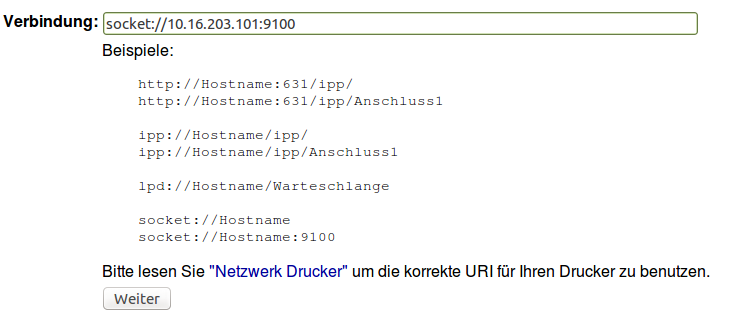 Verbindung: socket://10.16.203.101:9100
Beispiele:
http://Hostname:631/ipp/
http://Hostname:631/ipp/Anschluss1
ipp://Hostname/ipp/
ipp://Hostname/ipp/Anschluss1
lpd://Hostname/Warteschlange
socket://Hostname
socket://Hostname:9100
Bitte lesen Sie "Netzwerk Drucker" um die korrekte URI für Ihren Drucker zu benutzen.
Weiter